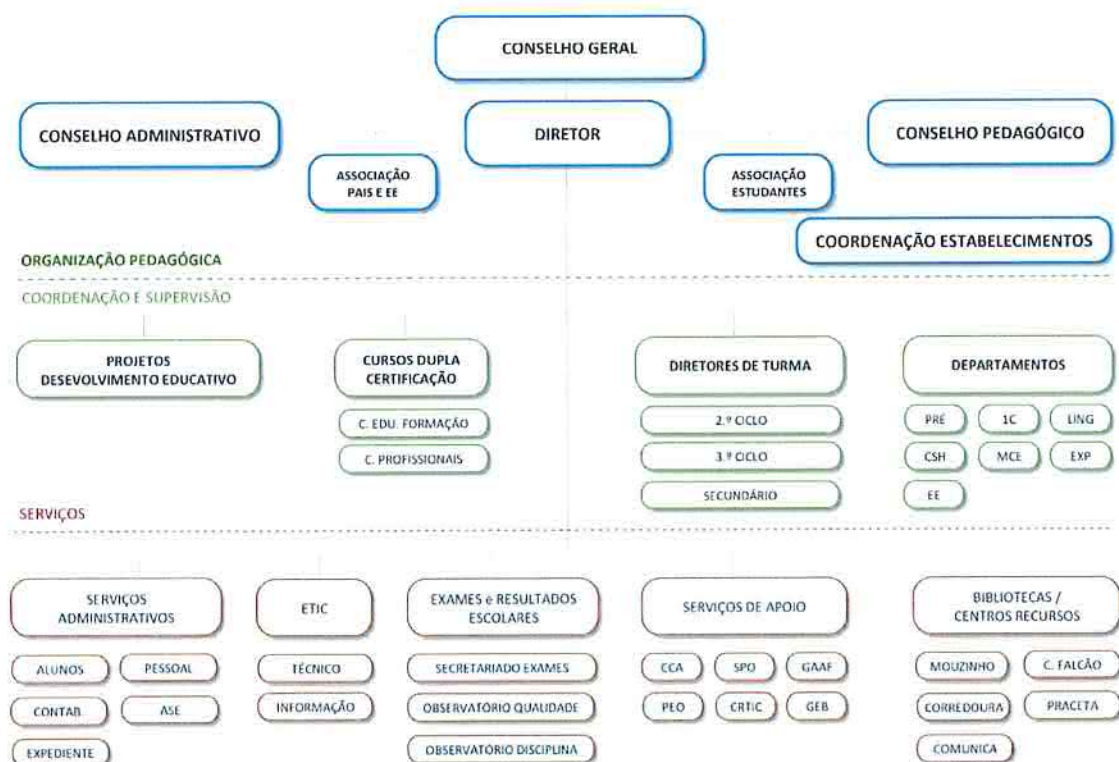 CONSELHO GERAL
CONSELHO ADMINISTRATIVO
DIRETOR
CONSELHO PEDAGÓGICO
ASSOCIAÇÃO
PAIS E EE
ASSOCIAÇÃO
ESTUDANTES
COORDENAÇÃO ESTABELECIMENTOS
ORGANIZAÇÃO PEDAGÓGICA
COORDENAÇÃO E SUPERVISÃO
PROJETOS
DESEVOLVIMENTO EDUCATIVO
CURSOS DUPLA
CERTIFICAÇÃO
C. EDU. FORMAÇÃO
C. PROFISSIONAIS
DIRETORES DE TURMA
2.º CICLO
3.º CICLO
SECUNDÁRIO
DEPARTAMENTOS
PRÉ
1C
LING
CSH
MCE
EXP
EE
SERVIÇOS
SERVIÇOS
ADMINISTRATIVOS
ALUNOS
PESSOAL
CONTAB.
ASE
EXPEDIENTE
ETIC
TÉCNICO
INFORMAÇÃO
EXAMES e RESULTADOS
ESCOLARES
SECRETARIADO EXAMES
OBSERVATÓRIO QUALIDADE
OBSERVATÓRIO DISCIPLINA
SERVIÇOS DE APOIO
CCA
SPO
GAAF
PEO
CRTIC
GEB
BIBLIOTECAS /
CENTROS RECURSOS
MOUZINHO
C. FALCÃO
CORREDOURA
PRACETA
COMUNICA